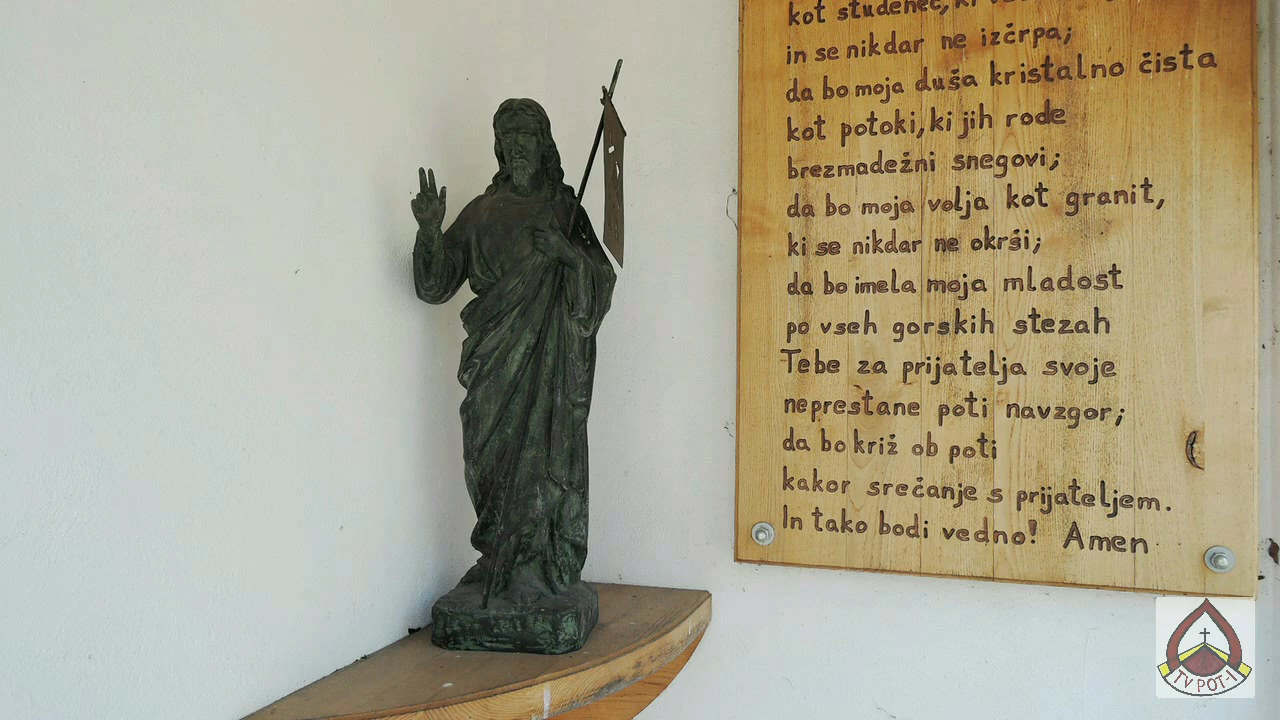 kot studenec, ki
in se nikdar ne izčrpa;
da bo moja duša kristalno čista
kot potoki, ki jih rode
brezmadežni snegovi;
da bo moja volja kot granit,
ki se nikdar ne okrši;
da bo imela moja mladost
po vseh gorskih stezah
Tebe za prijatelja svoje
neprestane poti navzgor;
da bo križ ob poti
kakor srečanje s prijateljem.
In tako bodi vedno! Amen
TV POT-1